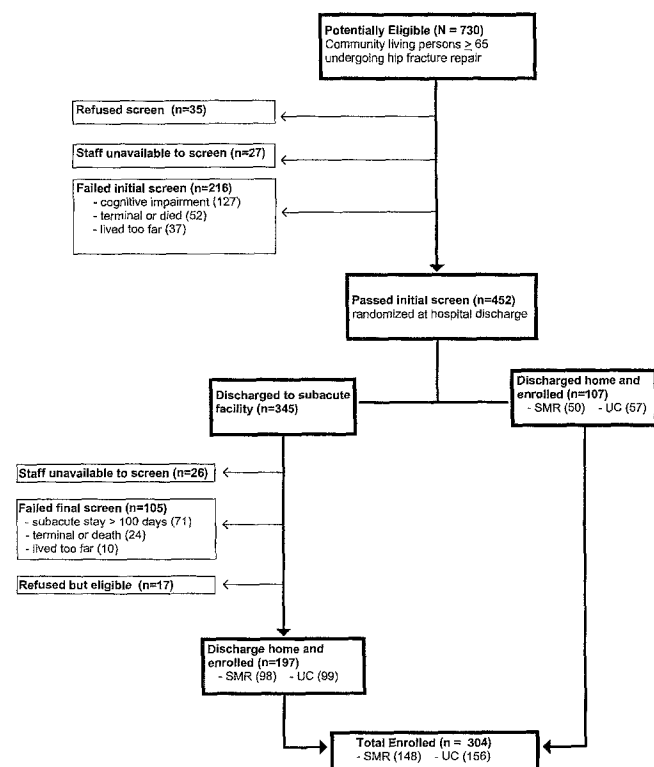 Potentially Eligible (N = 730)
Community living persons ≥ 65
undergoing hip fracture repair
Refused screen (n=35)
Staff unavailable to screen (n=27)
Failed initial screen (n=216)
- cognitive impairment (127)
- terminal or died (52)
- lived too far (37)
Passed initial screen (n=452)
randomized at hospital discharge
Discharged to subacute
facility (n=345)
Discharged home and
enrolled (n=107)
- SMR (50) - UC (57)
Staff unavailable to screen (n=26)
Failed final screen (n=105)
- subacute stay > 100 days (71)
- terminal or death (24)
- lived too far (10)
Refused but eligible (n=17)
Discharge home and
enrolled (n=197)
- SMR (98) - UC (99)
Total Enrolled (n = 304)
- SMR (148) - UC (156)